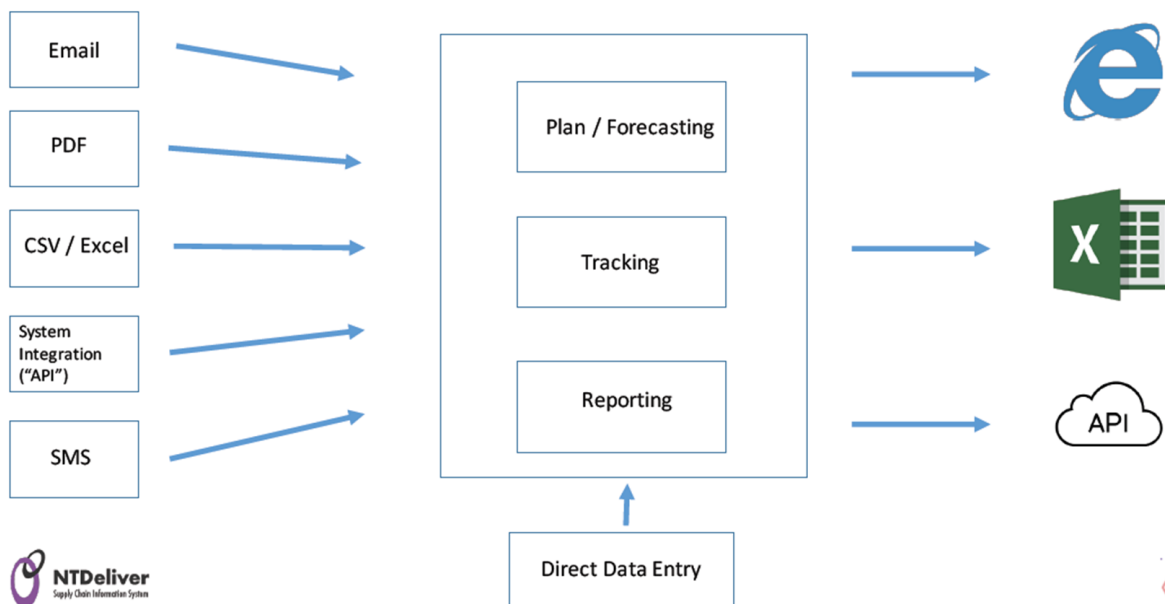 Email
PDF
CSV / Excel
System
Integration
(“API”)
SMS
Plan / Forecasting
Tracking
Reporting
Direct Data Entry
e
X
API
NTDeliver
Supply Chain Information System